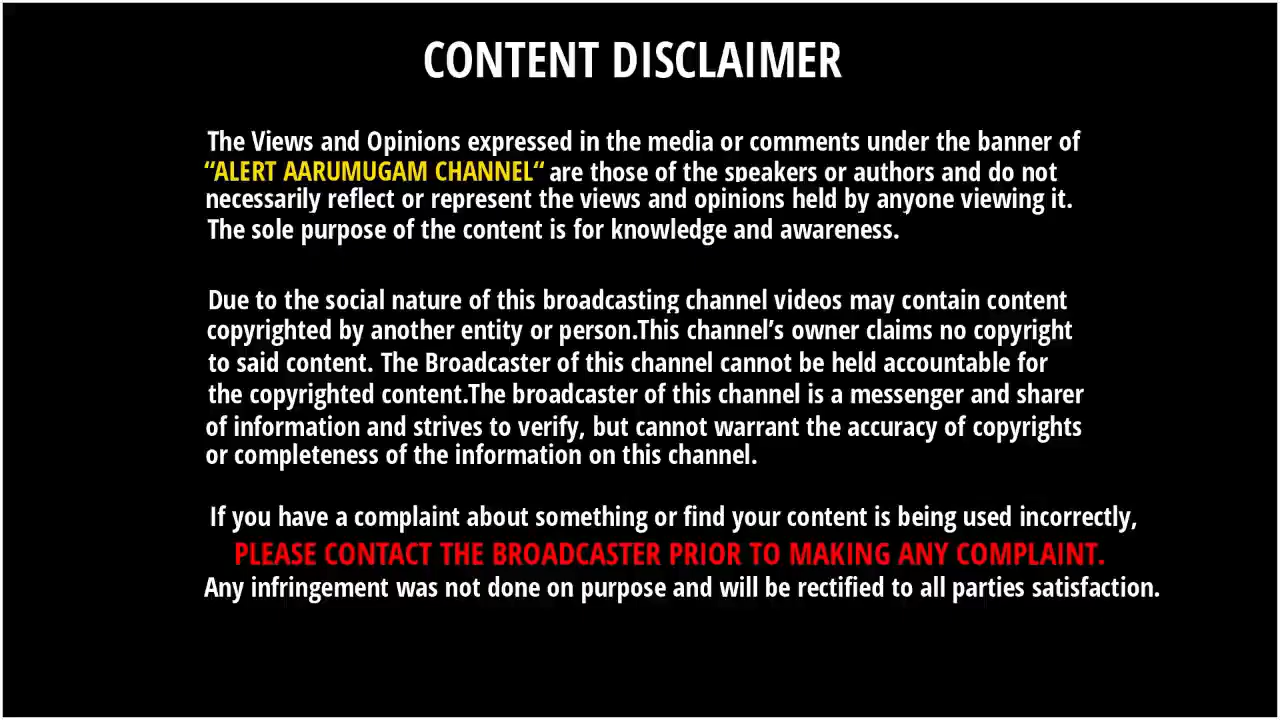 CONTENT DISCLAIMER
The Views and Opinions expressed in the media or comments under the banner of
“ALERT AARUMUGAM CHANNEL“ are those of the speakers or authors and do not
necessarily reflect or represent the views and opinions held by anyone viewing it.
The sole purpose of the content is for knowledge and awareness.
Due to the social nature of this broadcasting channel videos may contain content
copyrighted by another entity or person.This channel’s owner claims no copyright
to said content. The Broadcaster of this channel cannot be held accountable for
the copyrighted content.The broadcaster of this channel is a messenger and sharer
of information and strives to verify, but cannot warrant the accuracy of copyrights
or completeness of the information on this channel.
If you have a complaint about something or find your content is being used incorrectly,
PLEASE CONTACT THE BROADCASTER PRIOR TO MAKING ANY COMPLAINT.
Any infringement was not done on purpose and will be rectified to all parties satisfaction.